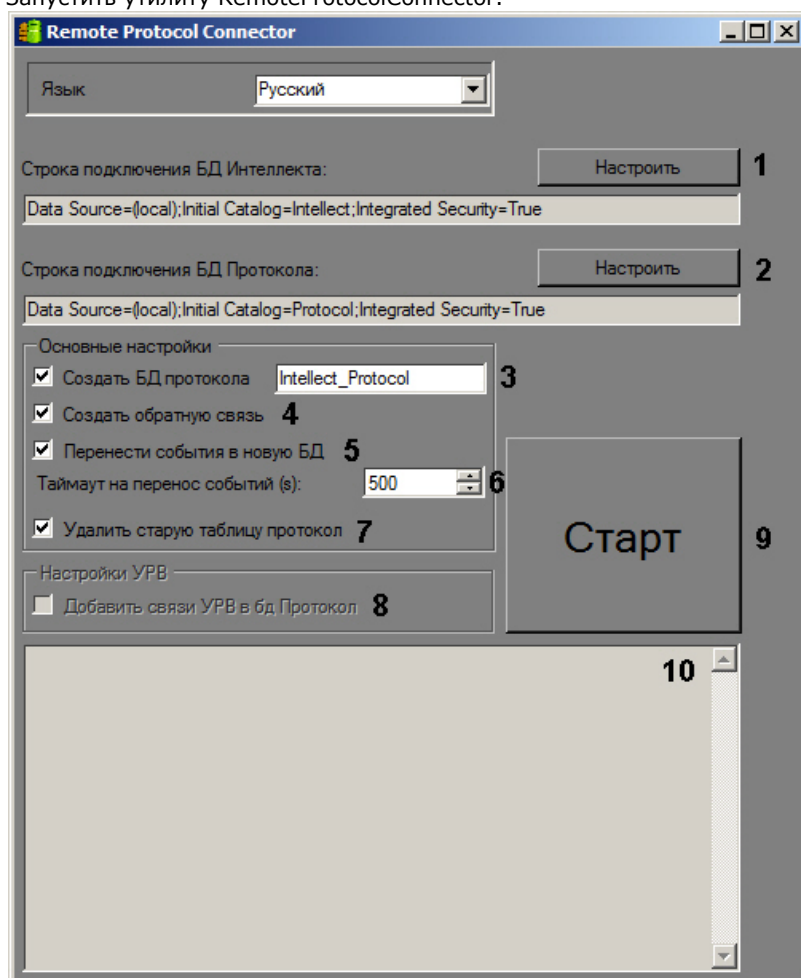 Запустить утилиту RemoteProtocolConnector.
Remote Protocol Connector
Язык Русский
Строка подключения БД Интеллекта: Настроить 1
Data Source=(local);Initial Catalog=Intellect;Integrated Security=True
Строка подключения БД Протокола: Настроить 2
Data Source=(local);Initial Catalog=Protocol;Integrated Security=True
Основные настройки
Создать БД протокола Intellect_Protocol 3
Создать обратную связь 4
Перенести события в новую БД 5
Таймаут на перенос событий (s): 500 6
Удалить старую таблицу протокол 7
Старт 9
Настройки УРВ
Добавить связи УРВ в бд Протокол 8
10